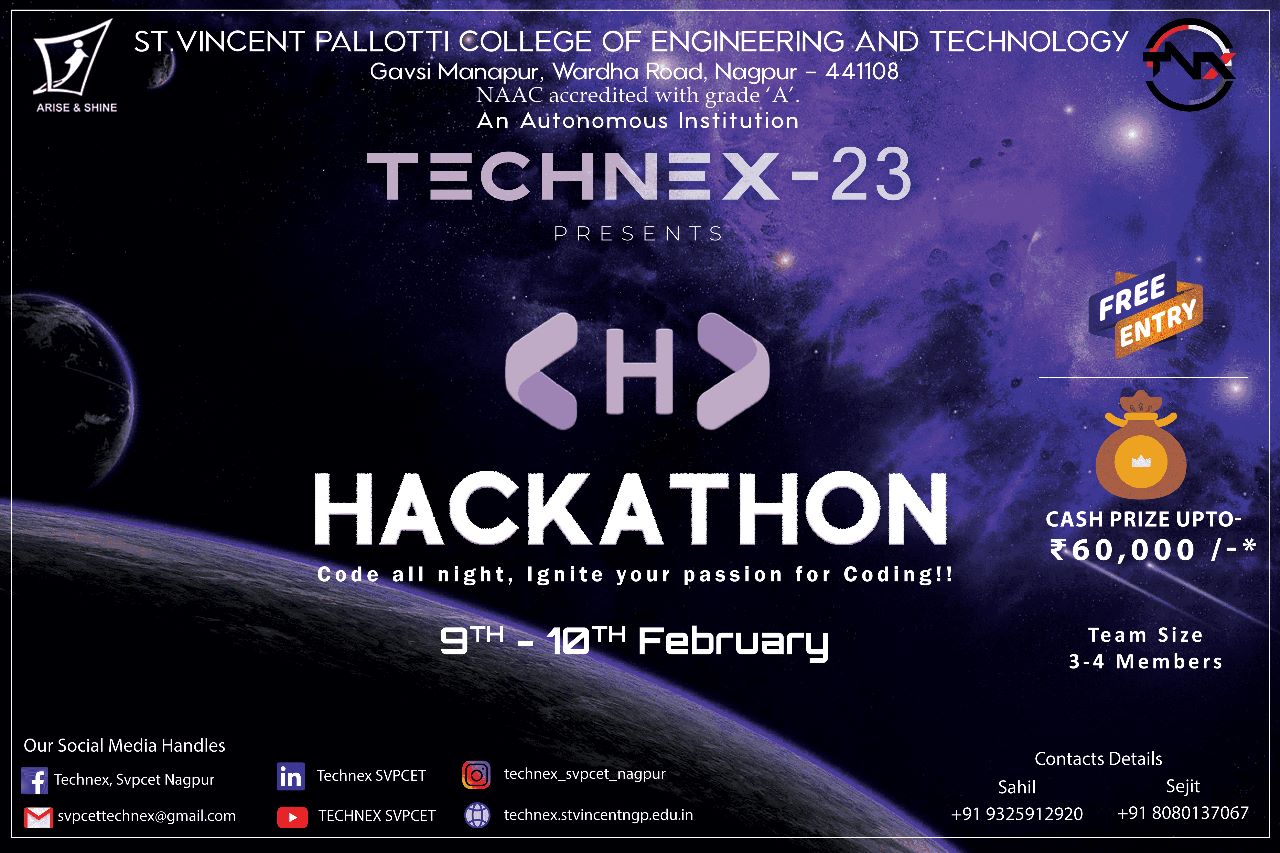 ST.VINCENT PALLOTTI COLLEGE OF ENGINEERING AND TECHNOLOGY
Gavsi Manapur, Wardha Road, Nagpur – 441108
NAAC accredited with grade ‘A’.
An Autonomous Institution
ARISE & SHINE
TNX
TECHNEX-23
PRESENTS
FREE
ENTRY
<H>
HACKATHON
Code all night, Ignite your passion for Coding!!
CASH PRIZE UPTO-
₹60,000 /-*
9TH - 10TH February
Team Size
3-4 Members
Our Social Media Handles
Technex, Svpcet Nagpur
Technex SVPCET
technex_svpcet_nagpur
svpcettechnex@gmail.com
TECHNEX SVPCET
technex.stvincentngp.edu.in
Contacts Details
Sahil
Sejit
+91 9325912920
+91 8080137067